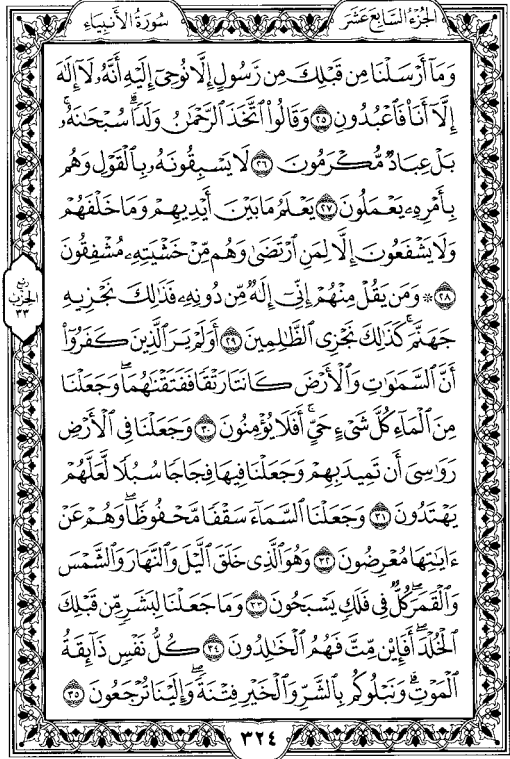 الجزء السابع عشر
سورة الأنبياء
وَمَآ أَرْسَلْنَا مِن قَبْلِكَ مِن رَّسُولٍ إِلَّا نُوحِىٓ إِلَيْهِ أَنَّهُۥ لَآ إِلَٰهَ
إِلَّآ أَنَا۠ فَٱعْبُدُونِ ٢٥ وَقَالُوا۟ ٱتَّخَذَ ٱلرَّحْمَٰنُ وَلَدًا ۗ سُبْحَٰنَهُۥ ۚ
بَلْ عِبَادٌ مُّكْرَمُونَ ٢٦ لَا يَسْبِقُونَهُۥ بِٱلْقَوْلِ وَهُم
بِأَمْرِهِۦ يَعْمَلُونَ ٢٧ يَعْلَمُ مَا بَيْنَ أَيْدِيهِمْ وَمَا خَلْفَهُمْ
وَلَا يَشْفَعُونَ إِلَّا لِمَنِ ٱرْتَضَىٰ وَهُم مِّنْ خَشْيَتِهِۦ مُشْفِقُونَ
٢٨ ۞ وَمَن يَقُلْ مِنْهُمْ إِنِّىٓ إِلَٰهٌ مِّن دُونِهِۦ فَذَٰلِكَ نَجْزِيهِ
جَهَنَّمَ ۚ كَذَٰلِكَ نَجْزِى ٱلظَّٰلِمِينَ ٢٩ أَوَلَمْ يَرَ ٱلَّذِينَ كَفَرُوٓا۟
أَنَّ ٱلسَّمَٰوَٰتِ وَٱلْأَرْضَ كَانَتَا رَتْقًا فَفَتَقْنَٰهُمَا ۖ وَجَعَلْنَا
مِنَ ٱلْمَآءِ كُلَّ شَىْءٍ حَىٍّ ۖ أَفَلَا يُؤْمِنُونَ ٣٠ وَجَعَلْنَا فِى ٱلْأَرْضِ
رَوَٰسِىَ أَن تَمِيدَ بِهِمْ وَجَعَلْنَا فِيهَا فِجَاجًا سُبُلًا لَّعَلَّهُمْ
يَهْتَدُونَ ٣١ وَجَعَلْنَا ٱلسَّمَآءَ سَقْفًا مَّحْفُوظًا ۖ وَهُمْ عَنْ
ءَايَٰتِهَا مُعْرِضُونَ ٣٢ وَهُوَ ٱلَّذِى خَلَقَ ٱلَّيْلَ وَٱلنَّهَارَ وَٱلشَّمْسَ
وَٱلْقَمَرَ ۖ كُلٌّ فِى فَلَكٍ يَسْبَحُونَ ٣٣ وَمَا جَعَلْنَا لِبَشَرٍ مِّن قَبْلِكَ
ٱلْخُلْدَ ۖ أَفَإِي۟ن مِّتَّ فَهُمُ ٱلْخَٰلِدُونَ ٣٤ كُلُّ نَفْسٍ ذَآئِقَةُ
ٱلْمَوْتِ ۗ وَنَبْلُوكُم بِٱلشَّرِّ وَٱلْخَيْرِ فِتْنَةً ۖ وَإِلَيْنَا تُرْجَعُونَ ٣٥
ربع
الحزب
٣٣
٣٢٤